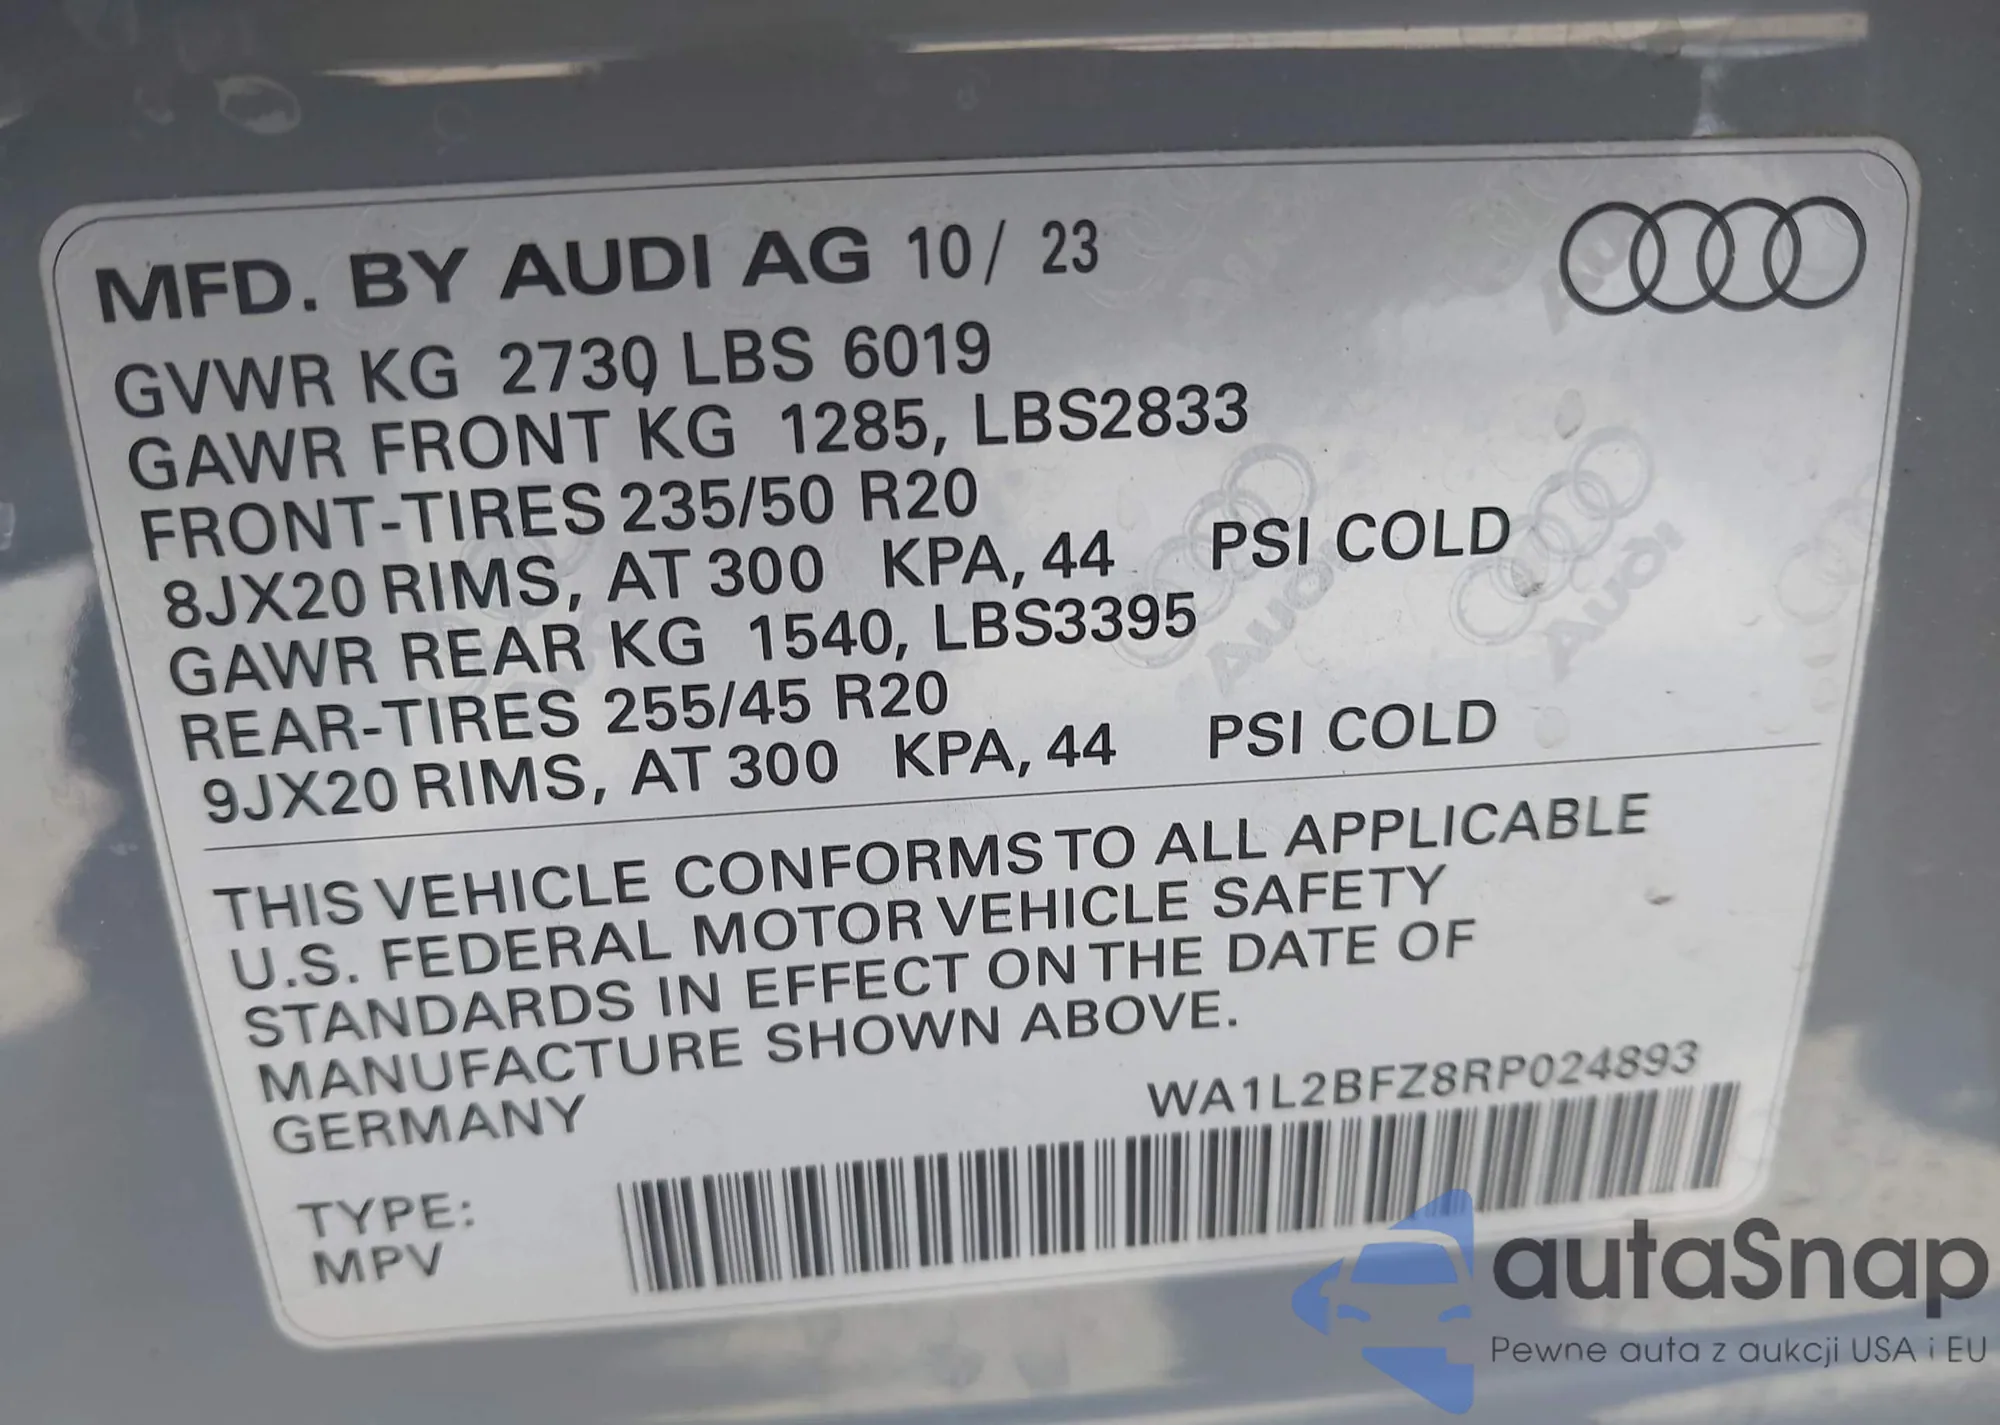 MFD. BY AUDI AG 10/ 23
GVWR KG 2730 LBS 6019
GAWR FRONT KG 1285, LBS2833
FRONT-TIRES 235/50 R20
8JX20 RIMS, AT 300 KPA, 44 PSI COLD
GAWR REAR KG 1540, LBS3395
REAR-TIRES 255/45 R20
9JX20 RIMS, AT 300 KPA, 44 PSI COLD
THIS VEHICLE CONFORMS TO ALL APPLICABLE
U.S. FEDERAL MOTOR VEHICLE SAFETY
STANDARDS IN EFFECT ON THE DATE OF
MANUFACTURE SHOWN ABOVE.
GERMANY
WA1L2BFZ8RP024893
TYPE:
MPV
Audi
Audi
autaSnap
Pewne auta z aukcji USA i EU